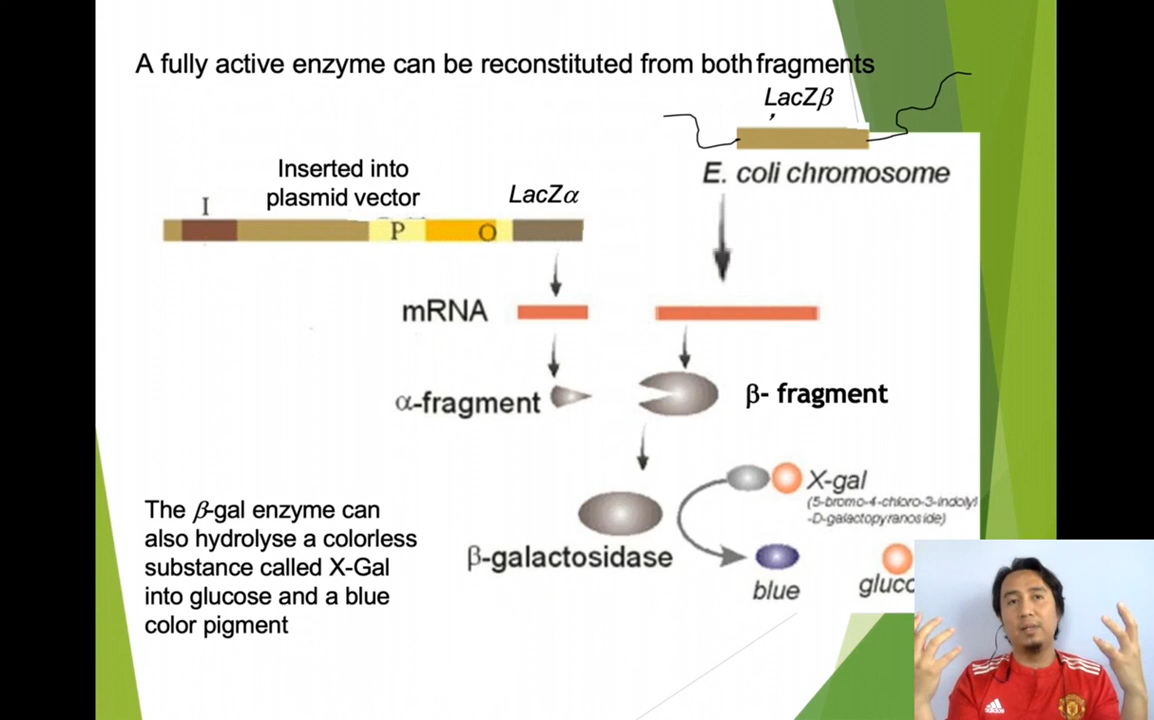 A fully active enzyme can be reconstituted from both fragments
LacZβ
E. coli chromosome
Inserted into
plasmid vector
LacZα
I
P
O
mRNA
α-fragment
β- fragment
X-gal
(5-bromo-4-chloro-3-indolyl
-D-galactopyranoside)
The β-gal enzyme can
also hydrolyse a colorless
substance called X-Gal
into glucose and a blue
color pigment
β-galactosidase
blue
gluco
adidas